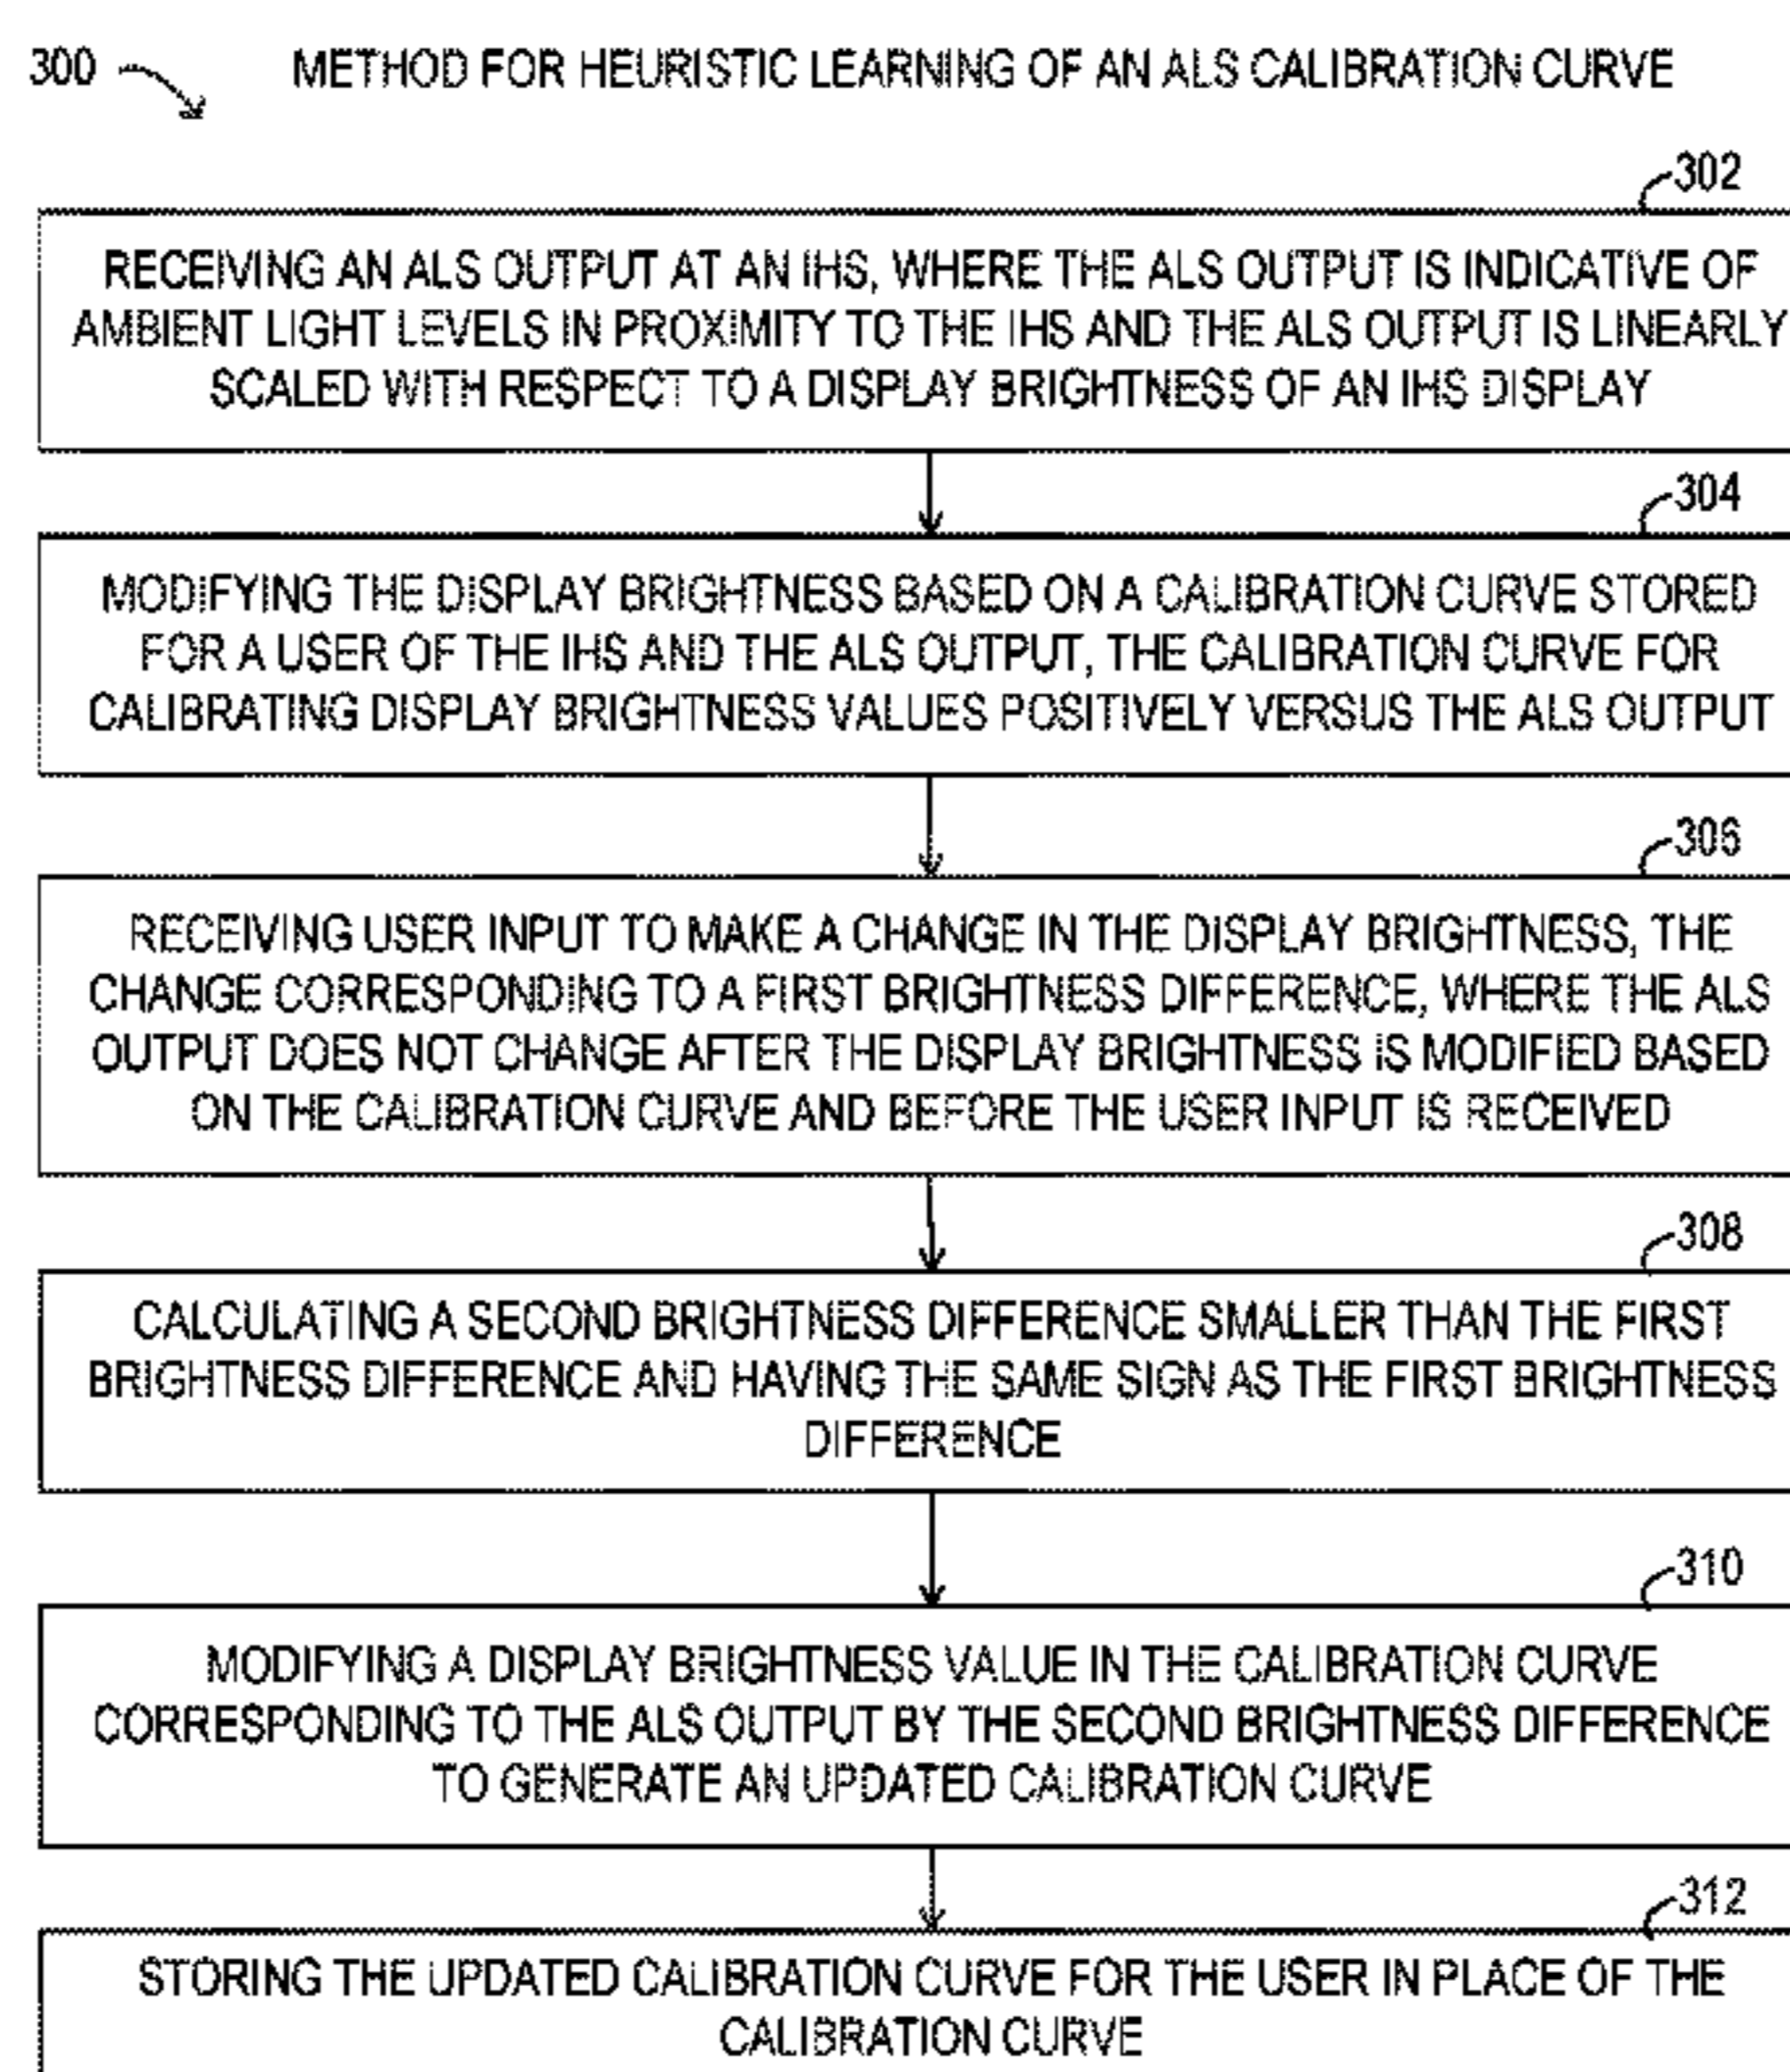 300 METHOD FOR HEURISTIC LEARNING OF AN ALS CALIBRATION CURVE
302
RECEIVING AN ALS OUTPUT AT AN IHS, WHERE THE ALS OUTPUT IS INDICATIVE OF
AMBIENT LIGHT LEVELS IN PROXIMITY TO THE IHS AND THE ALS OUTPUT IS LINEARLY
SCALED WITH RESPECT TO A DISPLAY BRIGHTNESS OF AN IHS DISPLAY
304
MODIFYING THE DISPLAY BRIGHTNESS BASED ON A CALIBRATION CURVE STORED
FOR A USER OF THE IHS AND THE ALS OUTPUT, THE CALIBRATION CURVE FOR
CALIBRATING DISPLAY BRIGHTNESS VALUES POSITIVELY VERSUS THE ALS OUTPUT
306
RECEIVING USER INPUT TO MAKE A CHANGE IN THE DISPLAY BRIGHTNESS, THE
CHANGE CORRESPONDING TO A FIRST BRIGHTNESS DIFFERENCE, WHERE THE ALS
OUTPUT DOES NOT CHANGE AFTER THE DISPLAY BRIGHTNESS IS MODIFIED BASED
ON THE CALIBRATION CURVE AND BEFORE THE USER INPUT IS RECEIVED
308
CALCULATING A SECOND BRIGHTNESS DIFFERENCE SMALLER THAN THE FIRST
BRIGHTNESS DIFFERENCE AND HAVING THE SAME SIGN AS THE FIRST BRIGHTNESS
DIFFERENCE
310
MODIFYING A DISPLAY BRIGHTNESS VALUE IN THE CALIBRATION CURVE
CORRESPONDING TO THE ALS OUTPUT BY THE SECOND BRIGHTNESS DIFFERENCE
TO GENERATE AN UPDATED CALIBRATION CURVE
312
STORING THE UPDATED CALIBRATION CURVE FOR THE USER IN PLACE OF THE
CALIBRATION CURVE